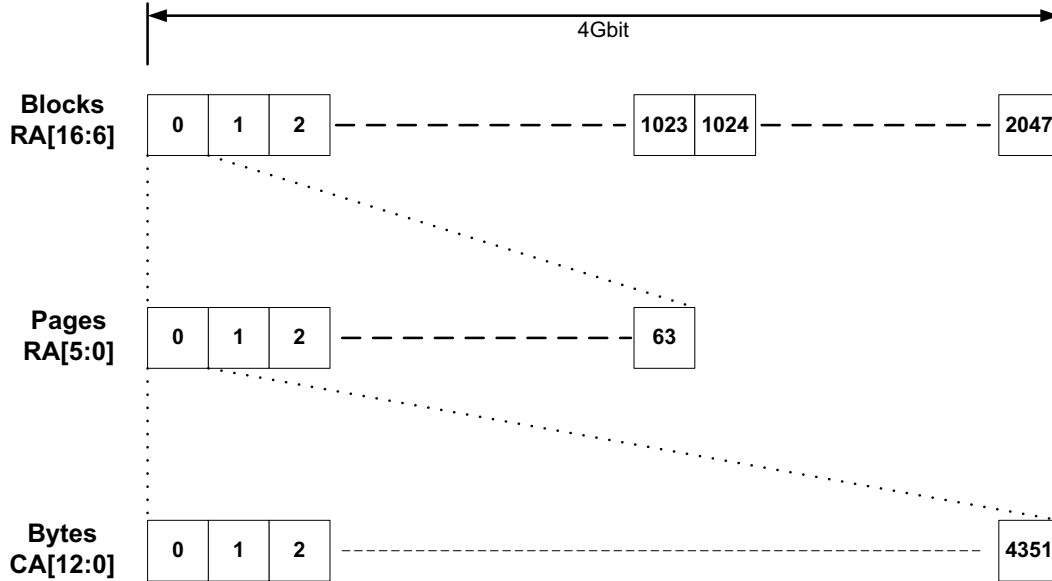 4Gbit
Blocks
RA[16:6]
0 1 2 1023 1024 2047
Pages
RA[5:0]
0 1 2 63
Bytes
CA[12:0]
0 1 2 4351